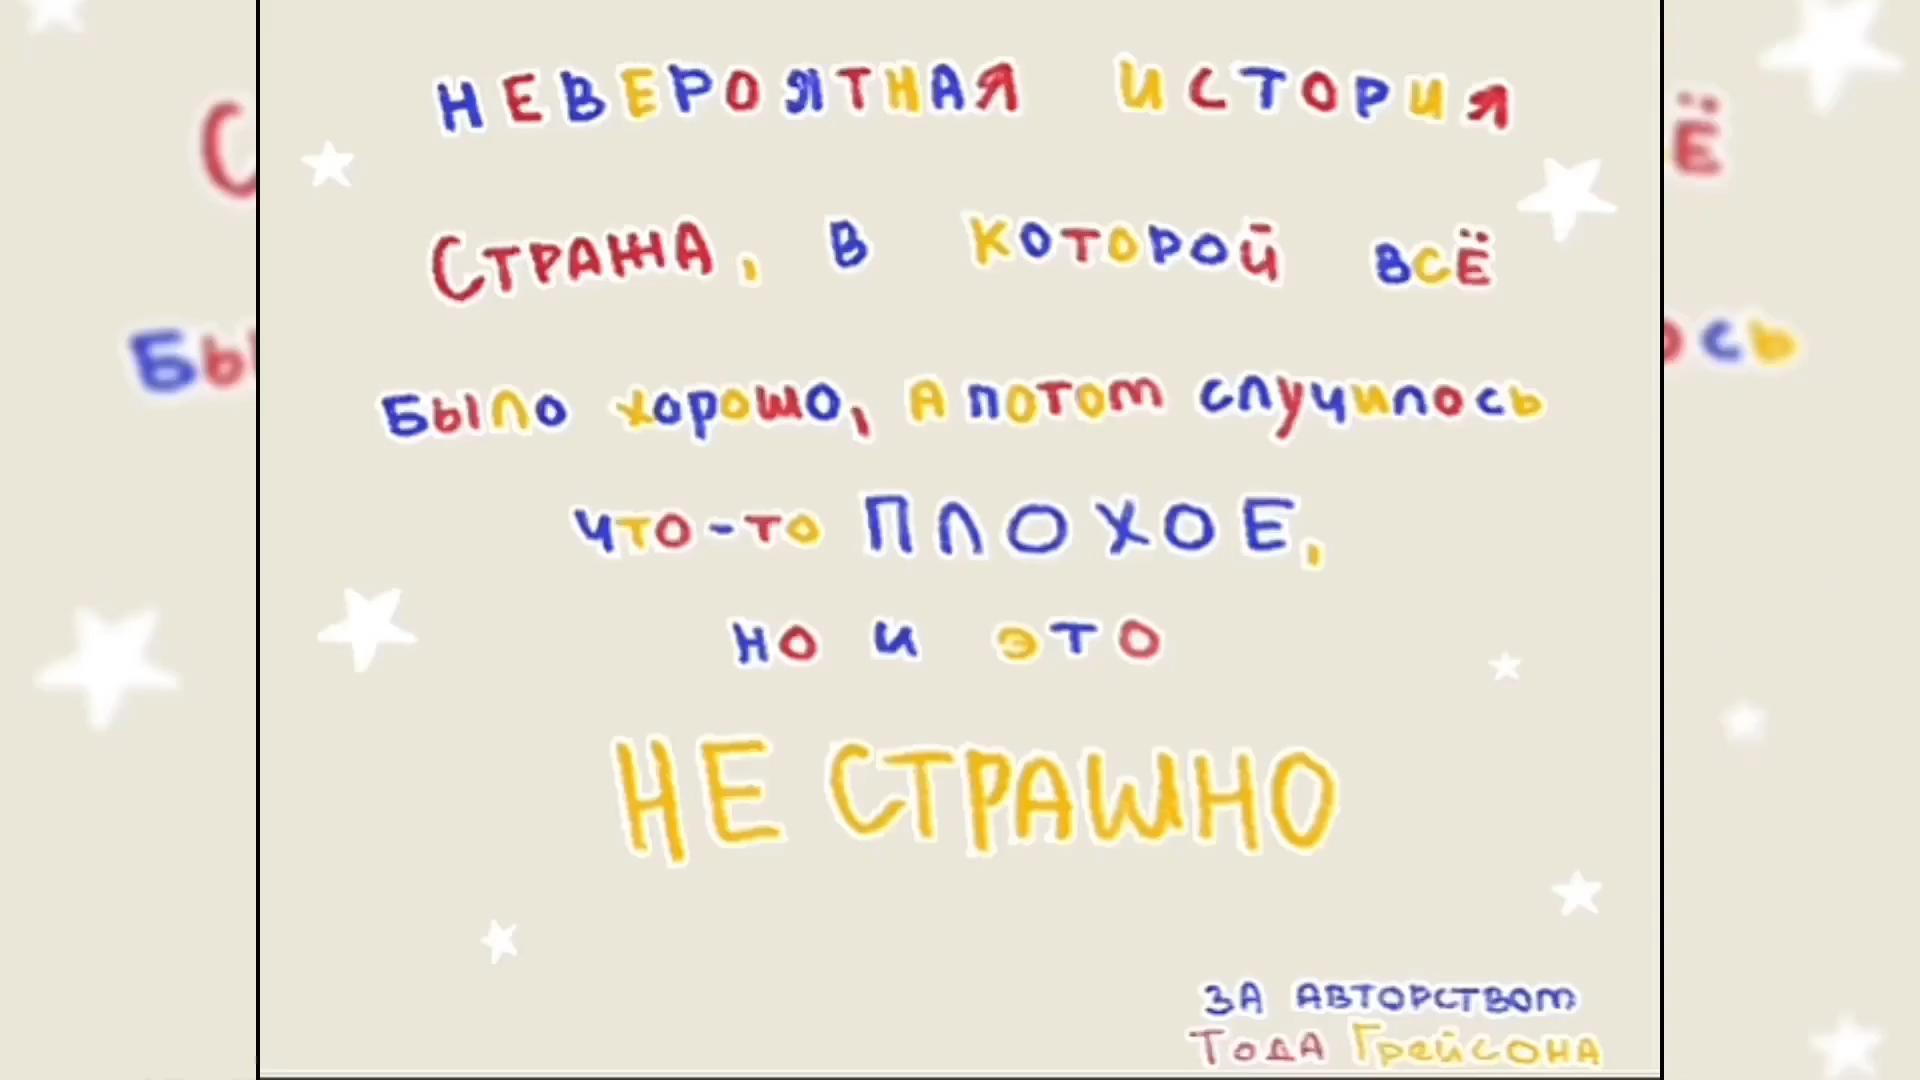 НЕВЕРОЯТНАЯ ИСТОРИЯ
СТРАЖА, В КОТОРОЙ ВСЁ
Было хорошо, А потом случилось
что-то ПЛОХОЕ,
но и это
НЕ СТРАШНО
ЗА АВТОРСТВОМ
ТОДА Грейсона